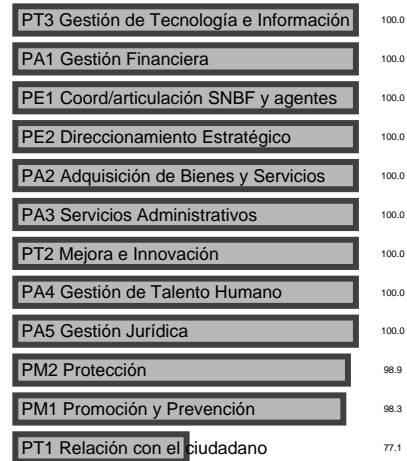 PT3 Gestión de Tecnología e Información 100.0
PA1 Gestión Financiera 100.0
PE1 Coord/articulación SNBF y agentes 100.0
PE2 Direccionamiento Estratégico 100.0
PA2 Adquisición de Bienes y Servicios 100.0
PA3 Servicios Administrativos 100.0
PT2 Mejora e Innovación 100.0
PA4 Gestión de Talento Humano 100.0
PA5 Gestión Jurídica 100.0
PM2 Protección 98.9
PM1 Promoción y Prevención 98.3
PT1 Relación con el ciudadano 77.1